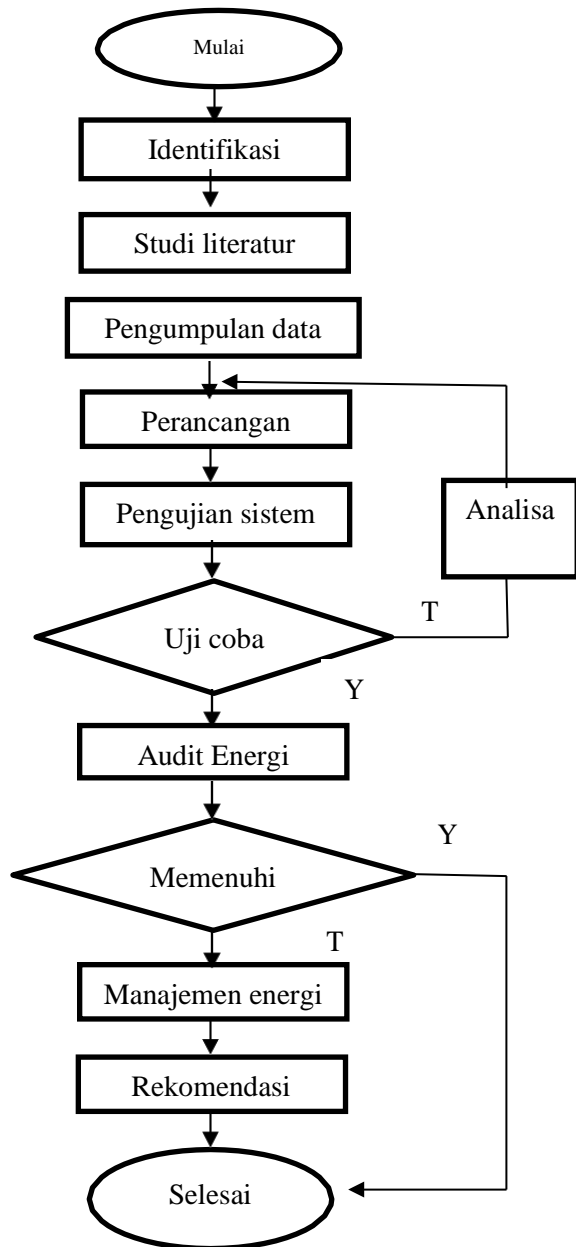 Mulai
Identifikasi
Studi literatur
Pengumpulan data
Perancangan
Pengujian sistem
Analisa
Uji coba
T
Y
Audit Energi
Y
Memenuhi
T
Manajemen energi
Rekomendasi
Selesai